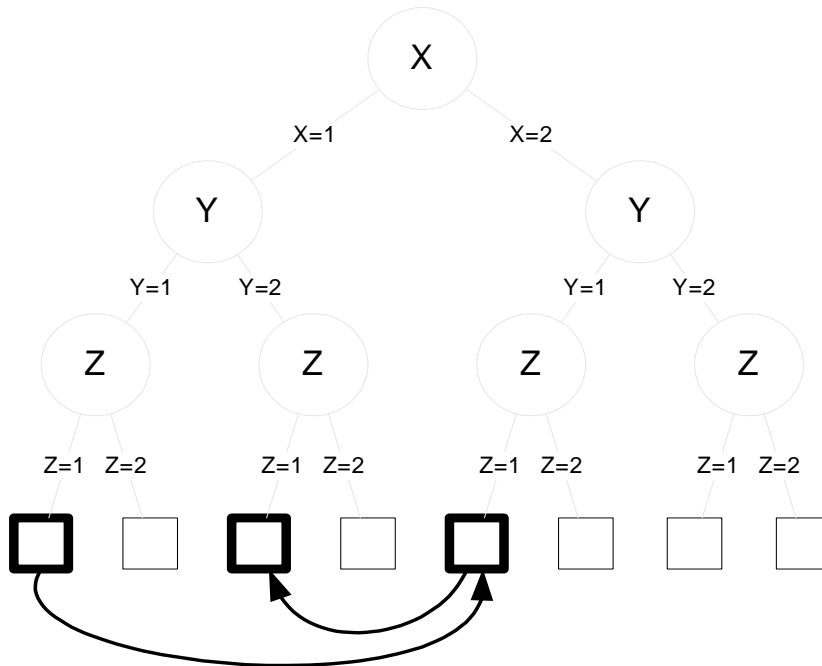 X
X=1 X=2
Y Y
Y=1 Y=2 Y=1 Y=2
Z Z Z Z
Z=1 Z=2 Z=1 Z=2 Z=1 Z=2 Z=1 Z=2